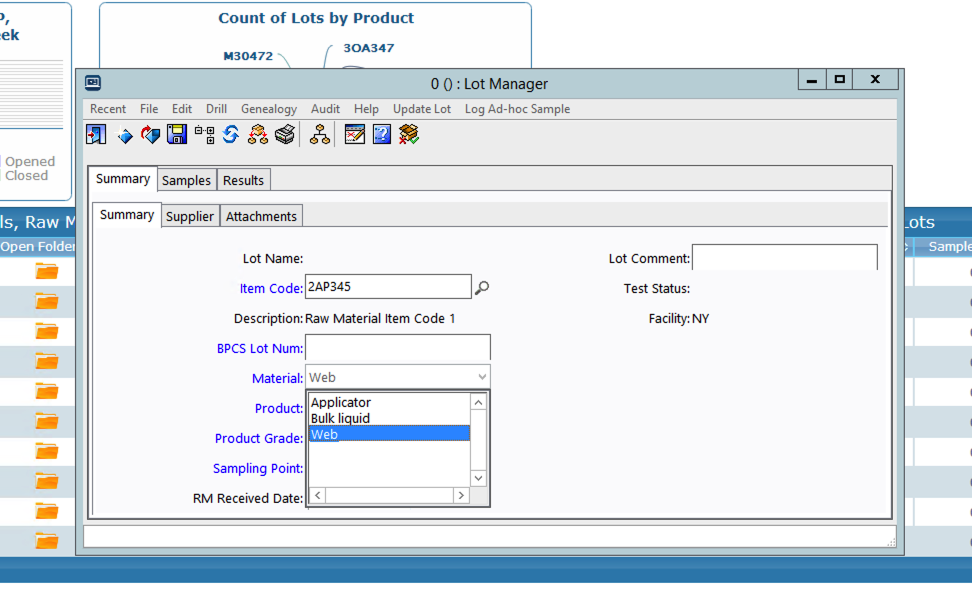 P,
eek
Count of Lots by Product
M30472
3OA347
Opened
Closed
0 () : Lot Manager
Recent File Edit Drill Genealogy Audit Help Update Lot Log Ad-hoc Sample
Summary Samples Results
Summary Supplier Attachments
ls, Raw M
Lots
Open Folder
Sample
Lot Name:
Lot Comment:
Item Code: 2AP345
Test Status:
Description: Raw Material Item Code 1
Facility: NY
BPCS Lot Num:
Material: Web
Product:
Applicator
Bulk liquid
Product Grade:
Web
Sampling Point:
RM Received Date: